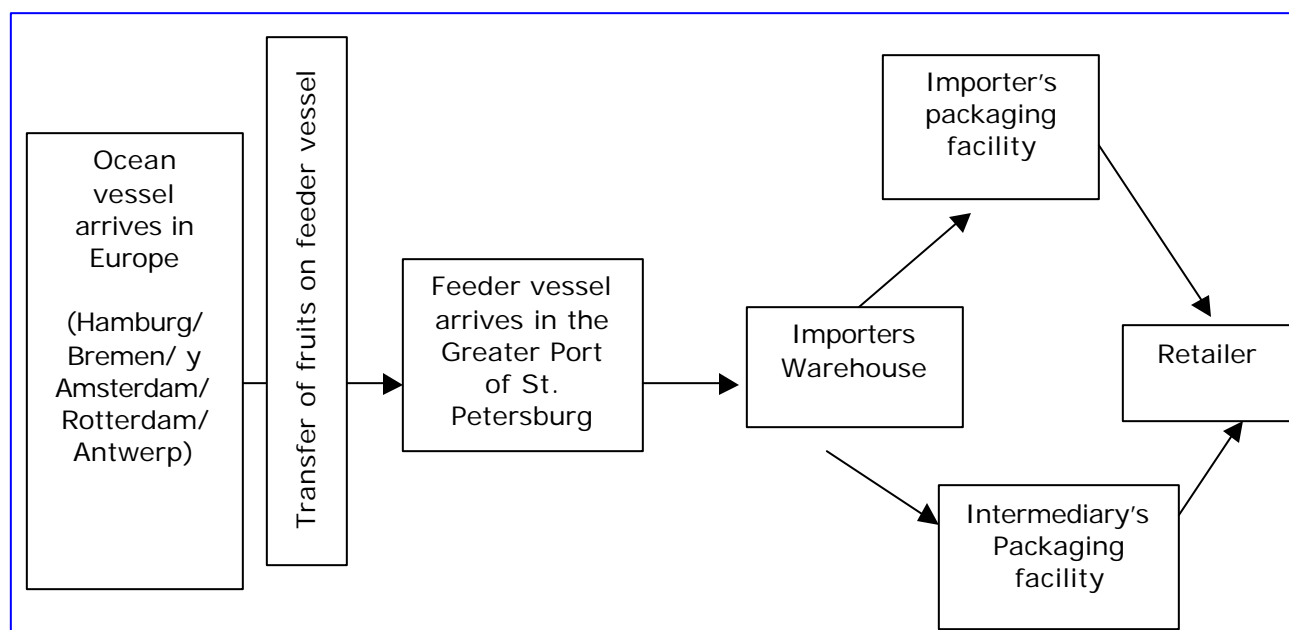 Ocean
vessel
arrives in
Europe
(Hamburg/
Bremen/ y
Amsterdam/
Rotterdam/
Antwerp)
Transfer of fruits on feeder vessel
Feeder vessel
arrives in the
Greater Port
of St.
Petersburg
Importers
Warehouse
Importer's
packaging
facility
Intermediary's
Packaging
facility
Retailer